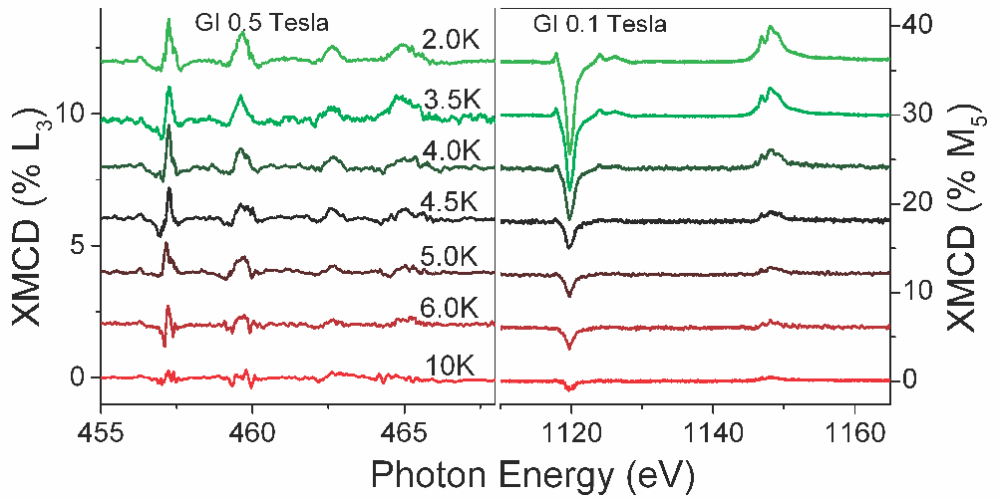 GI 0.5 Tesla
GI 0.1 Tesla
2.0K
3.5K
4.0K
4.5K
5.0K
6.0K
10K
XMCD (% L3)
10
5
0
XMCD (% M5)
40
30
20
10
0
455
460
465
1120
1140
1160
Photon Energy (eV)